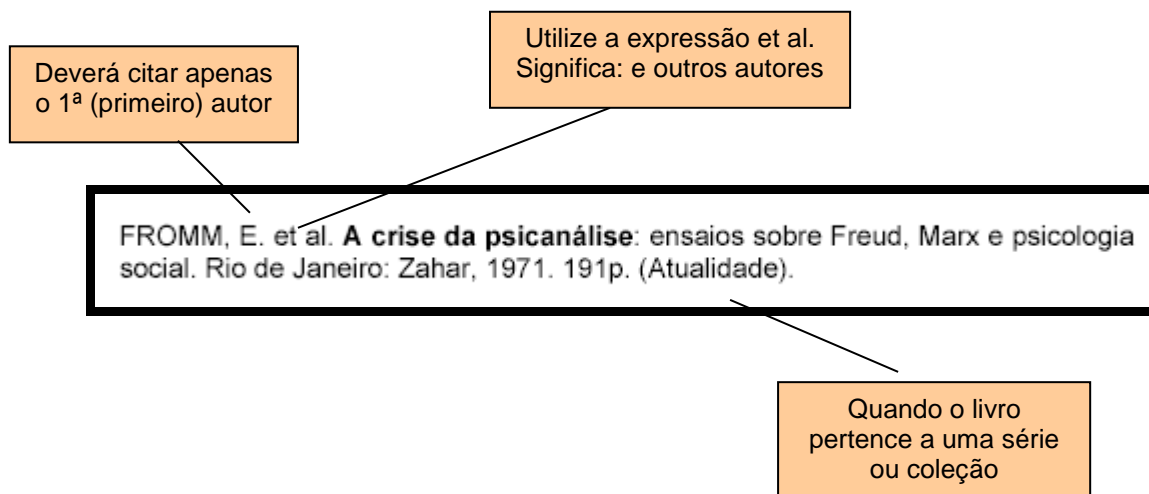 Deverá citar apenas
o 1ª (primeiro) autor
Utilize a expressão et al.
Significa: e outros autores
FROMM, E. et al. A crise da psicanálise: ensaios sobre Freud, Marx e psicologia
social. Rio de Janeiro: Zahar, 1971. 191p. (Atualidade).
Quando o livro
pertence a uma série
ou coleção